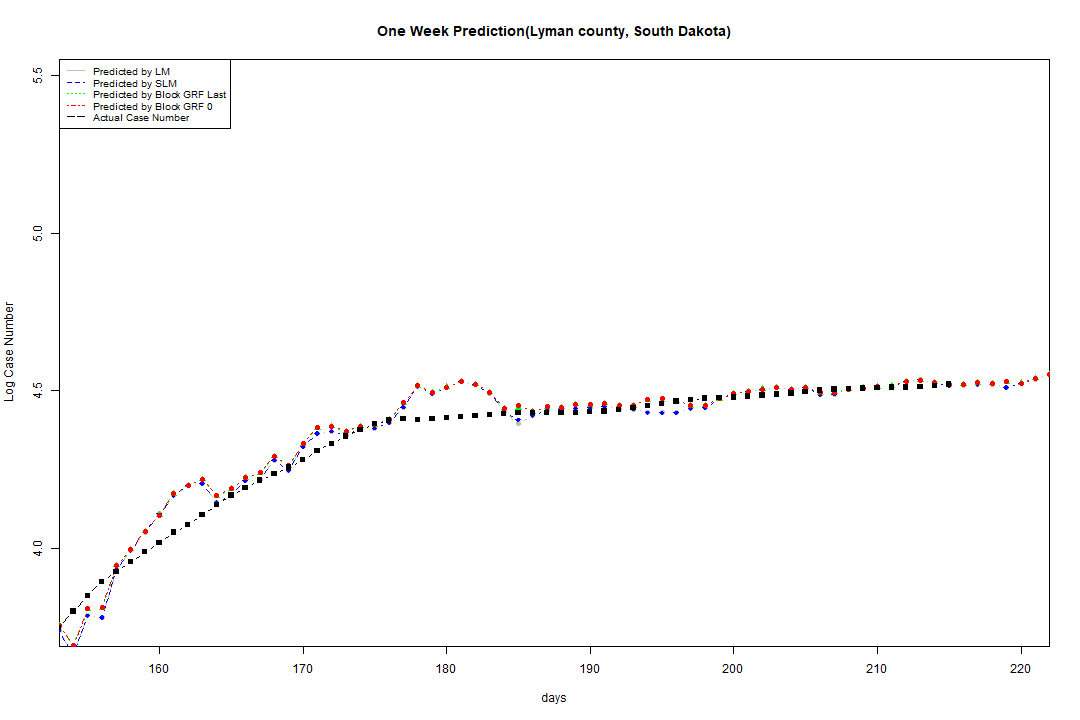 One Week Prediction(Lyman county, South Dakota)
Predicted by LM
Predicted by SLM
Predicted by Block GRF Last
Predicted by Block GRF 0
Actual Case Number
5.5
5.0
4.5
4.0
Log Case Number
160 170 180 190 200 210 220
days